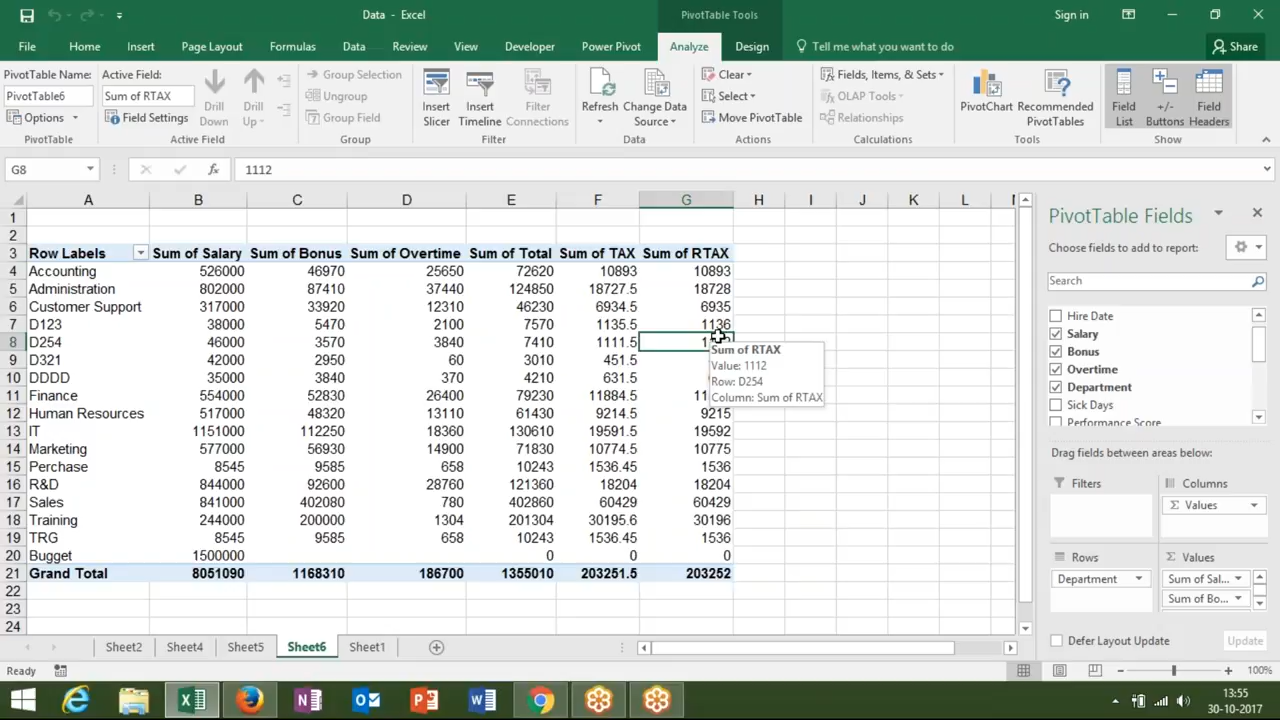 Data - Excel
PivotTable Tools
Sign in
File Home Insert Page Layout Formulas Data Review View Developer Power Pivot Analyze Design Tell me what you want to do Share
PivotTable Name:
PivotTable6
Options
PivotTable
Active Field:
Sum of RTAX
Field Settings
Drill Down
Drill Up
Active Field
Group Selection
Ungroup
Group Field
Group
Insert Slicer
Insert Timeline
Filter Connections
Filter
Refresh
Change Data Source
Data
Clear
Select
Move PivotTable
Actions
Fields, Items, & Sets
OLAP Tools
Relationships
Calculations
PivotChart
Recommended PivotTables
Tools
Field List
+/- Buttons
Field Headers
Show
G8
fx
1112
A B C D E F G H I J K L
1
2
3 Row Labels Sum of Salary Sum of Bonus Sum of Overtime Sum of Total Sum of TAX Sum of RTAX
4 Accounting 526000 46970 25650 72620 10893 10893
5 Administration 802000 87410 37440 124850 18727.5 18728
6 Customer Support 317000 33920 12310 46230 6934.5 6935
7 D123 38000 5470 2100 7570 1135.5 1136
8 D254 46000 3570 3840 7410 1111.5
9 D321 42000 2950 60 3010 451.5
10 DDDD 35000 3840 370 4210 631.5
11 Finance 554000 52830 26400 79230 11884.5
12 Human Resources 517000 48320 13110 61430 9214.5 9215
13 IT 1151000 112250 18360 130610 19591.5 19592
14 Marketing 577000 56930 14900 71830 10774.5 10775
15 Perchase 8545 9585 658 10243 1536.45 1536
16 R&D 844000 92600 28760 121360 18204 18204
17 Sales 841000 402080 780 402860 60429 60429
18 Training 244000 200000 1304 201304 30195.6 30196
19 TRG 8545 9585 658 10243 1536.45 1536
20 Bugget 1500000 0 0 0
21 Grand Total 8051090 1168310 186700 1355010 203251.5 203252
22
23
24
Sum of RTAX
Value: 1112
Row: D254
Column: Sum of RTAX
PivotTable Fields
Choose fields to add to report:
Search
Hire Date
Salary
Bonus
Overtime
Department
Sick Days
Performance Score
Drag fields between areas below:
Filters
Columns
Σ Values
Rows
Department
Σ Values
Sum of Sal...
Sum of Bo...
Defer Layout Update
Update
Sheet2 Sheet4 Sheet5 Sheet6 Sheet1
Ready
100%
13:55
30-10-2017